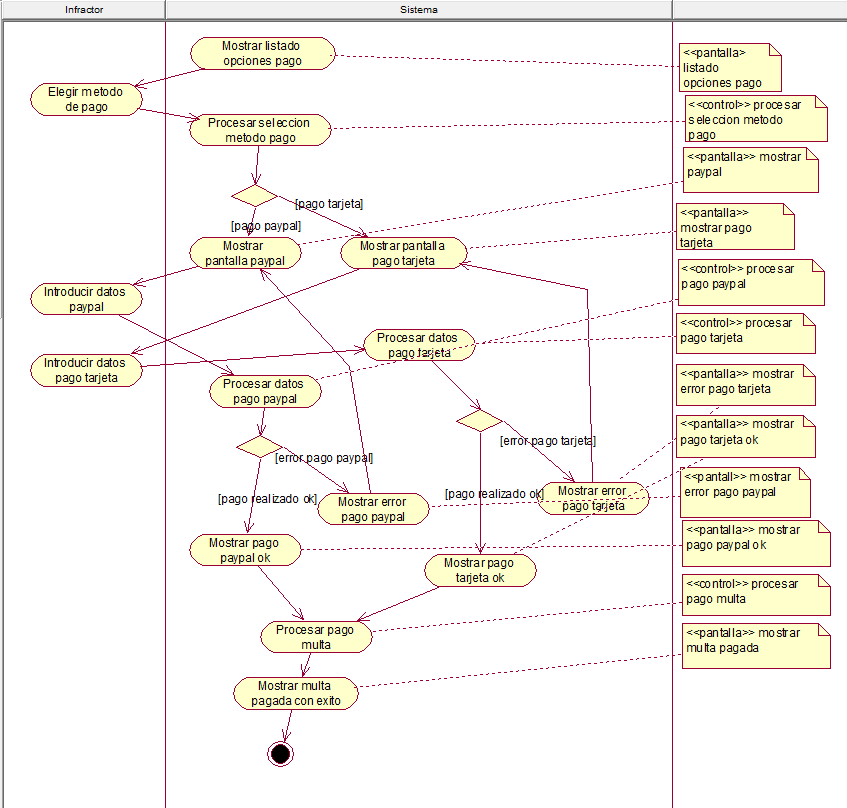 Infractor
Sistema
Mostrar listado
opciones pago
<<pantalla>
listado
opciones pago
Elegir metodo
de pago
<<control>> procesar
seleccion metodo
pago
Procesar seleccion
metodo pago
<<pantalla>> mostrar
paypal
[pago tarjeta]
[pago paypal]
<<pantalla>>
mostrar pago
tarjeta
Mostrar
pantalla paypal
Mostrar pantalla
pago tarjeta
<<control>> procesar
pago paypal
Introducir datos
paypal
<<control>> procesar
pago tarjeta
Procesar datos
pago tarjeta
Introducir datos
pago tarjeta
<<pantalla>> mostrar
error pago tarjeta
Procesar datos
pago paypal
<<pantalla>> mostrar
pago tarjeta ok
[error pago tarjeta]
[error pago paypal]
<<pantall>> mostrar
error pago paypal
[pago realizado ok]
[pago realizado ok]
Mostrar error
pago tarjeta
Mostrar error
pago paypal
<<pantalla>> mostrar
pago paypal ok
Mostrar pago
paypal ok
Mostrar pago
tarjeta ok
<<control>> procesar
pago multa
Procesar pago
multa
<<pantalla>> mostrar
multa pagada
Mostrar multa
pagada con exito